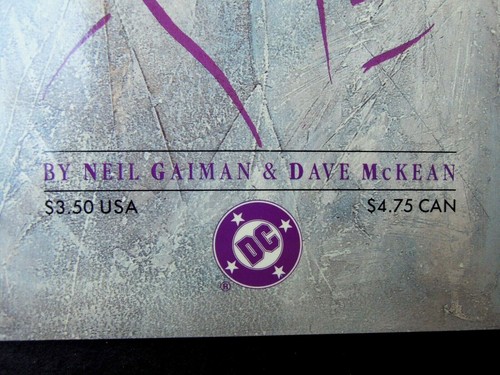 BY NEIL GAIMAN & DAVE McKEAN
$3.50 USA
$4.75 CAN
DC
®